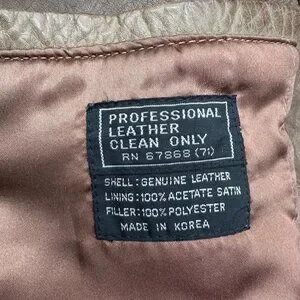 PROFESSIONAL
LEATHER
CLEAN ONLY
RN 67868 (71)
SHELL: GENUINE LEATHER
LINING: 100% ACETATE SATIN
FILLER: 100% POLYESTER
MADE IN KOREA